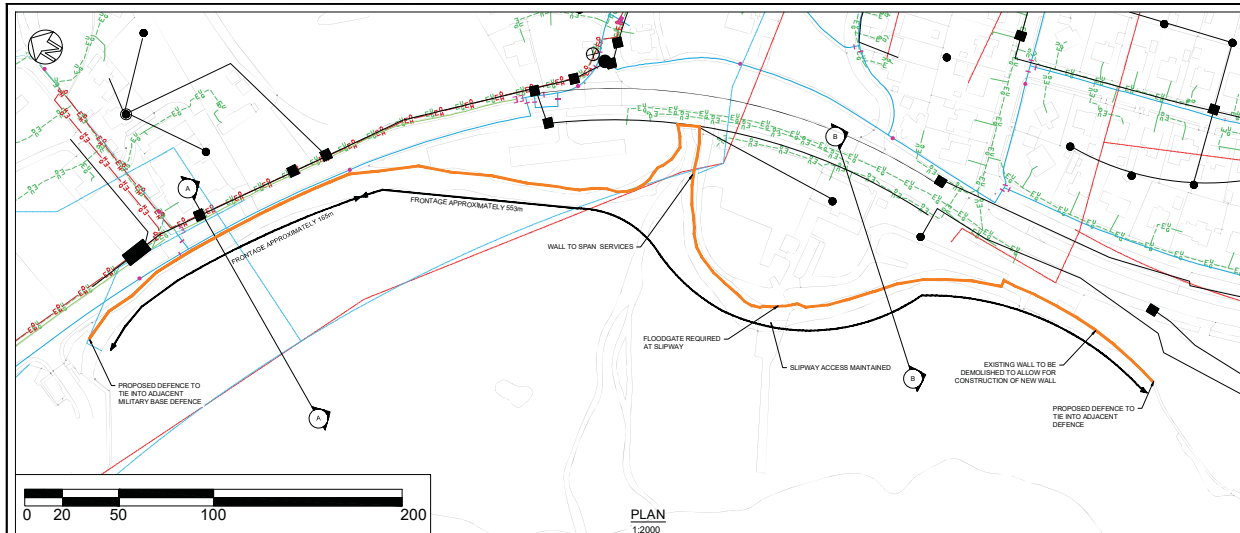 N
FRONTAGE APPROXIMATELY 165m
FRONTAGE APPROXIMATELY 553m
A
B
WALL TO SPAN SERVICES
FLOODGATE REQUIRED
AT SLIPWAY
SLIPWAY ACCESS MAINTAINED
EXISTING WALL TO BE
DEMOLISHED TO ALLOW FOR
CONSTRUCTION OF NEW WALL
PROPOSED DEFENCE TO
TIE INTO ADJACENT
MILITARY BASE DEFENCE
A
B
PROPOSED DEFENCE TO
TIE INTO ADJACENT
DEFENCE
0 20 50 100 200
PLAN
1:2000